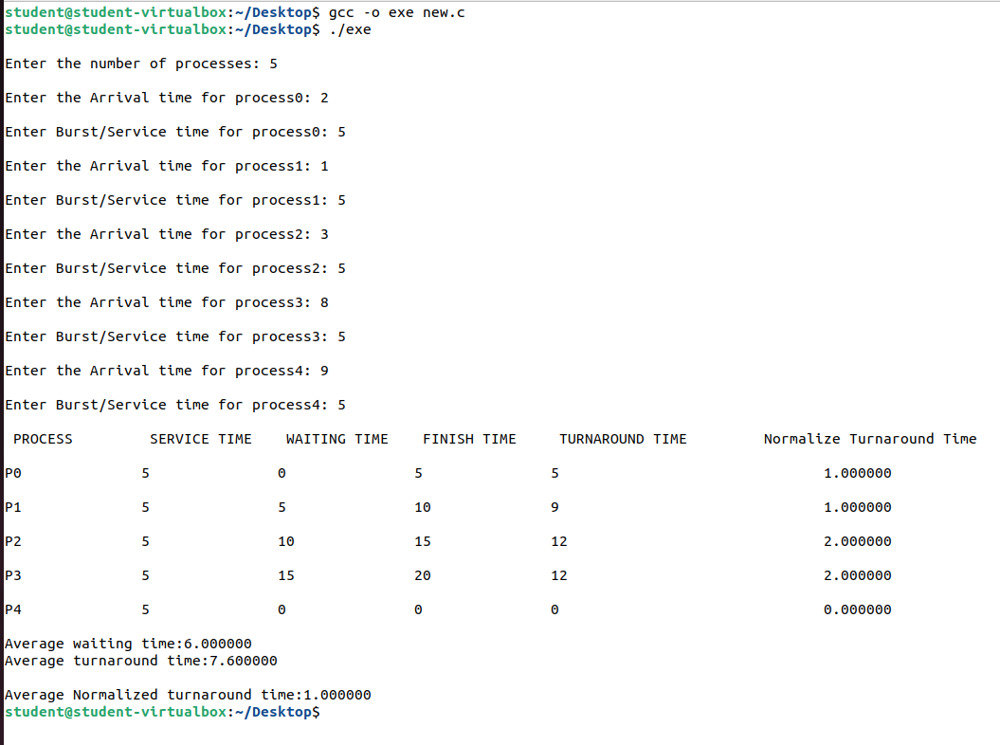 student@student-virtualbox:~/Desktop$ gcc -o exe new.c
student@student-virtualbox:~/Desktop$ ./exe
Enter the number of processes: 5
Enter the Arrival time for process0: 2
Enter Burst/Service time for process0: 5
Enter the Arrival time for process1: 1
Enter Burst/Service time for process1: 5
Enter the Arrival time for process2: 3
Enter Burst/Service time for process2: 5
Enter the Arrival time for process3: 8
Enter Burst/Service time for process3: 5
Enter the Arrival time for process4: 9
Enter Burst/Service time for process4: 5
PROCESS SERVICE TIME WAITING TIME FINISH TIME TURNAROUND TIME Normalize Turnaround Time
P0 5 0 5 5 1.000000
P1 5 5 10 9 1.000000
P2 5 10 15 12 2.000000
P3 5 15 20 12 2.000000
P4 5 0 0 0 0.000000
Average waiting time:6.000000
Average turnaround time:7.600000
Average Normalized turnaround time:1.000000
student@student-virtualbox:~/Desktop$